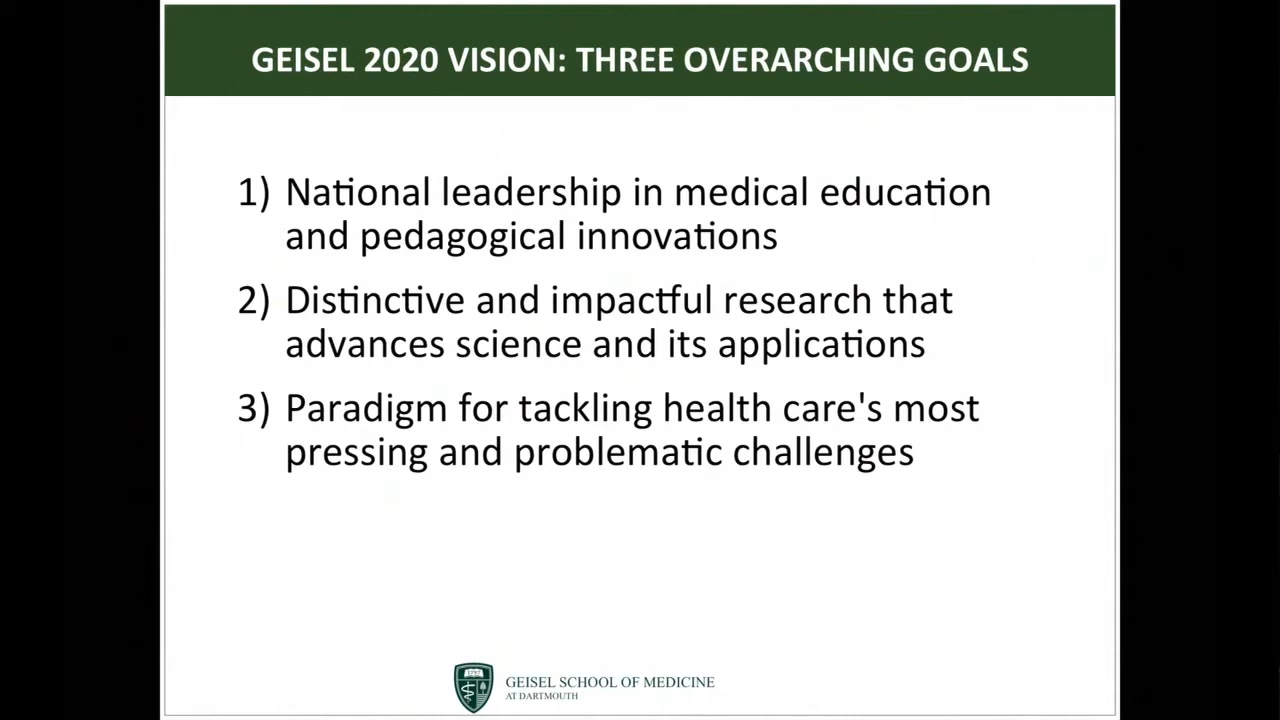 GEISEL 2020 VISION: THREE OVERARCHING GOALS
1) National leadership in medical education
and pedagogical innovations
2) Distinctive and impactful research that
advances science and its applications
3) Paradigm for tackling health care's most
pressing and problematic challenges
1797
GEISEL SCHOOL OF MEDICINE
AT DARTMOUTH